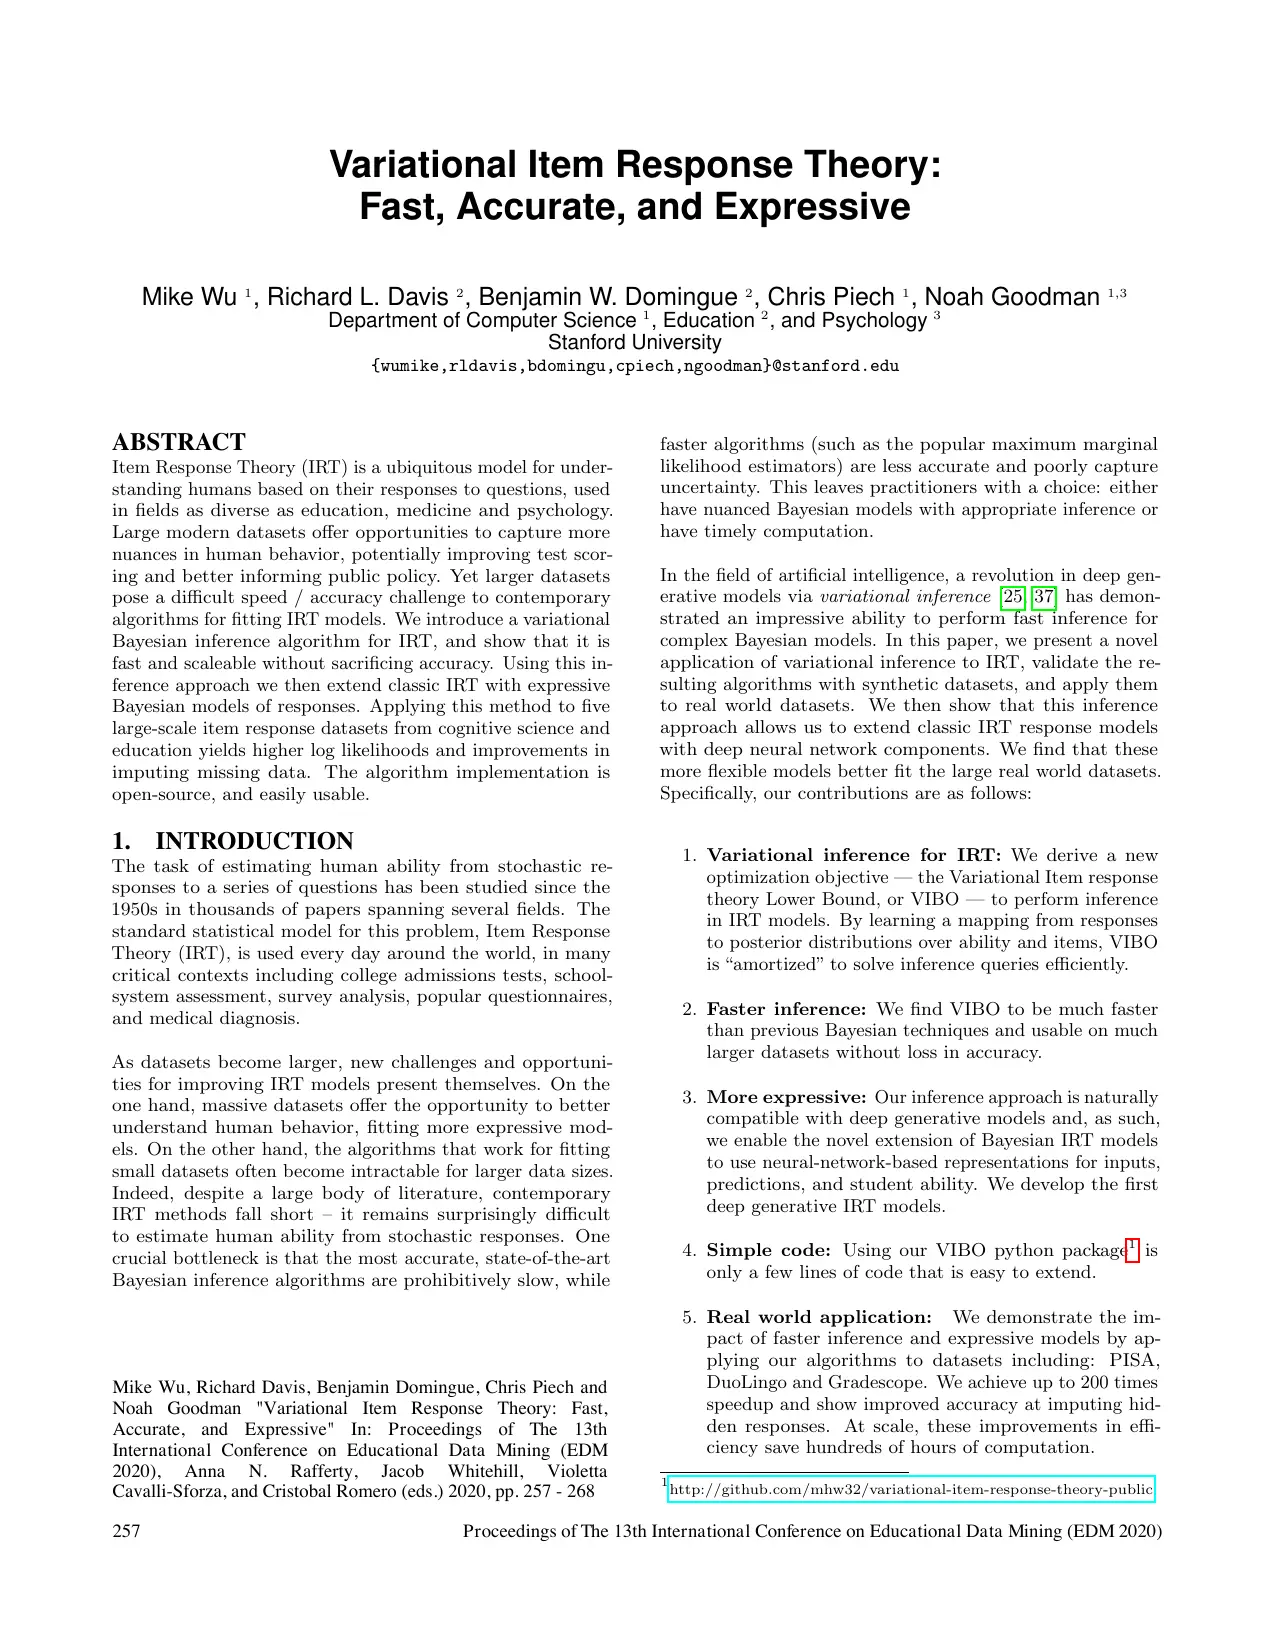 Variational Item Response Theory:
Fast, Accurate, and Expressive
Mike Wu 1, Richard L. Davis 2, Benjamin W. Domingue 2, Chris Piech 1, Noah Goodman 1,3
Department of Computer Science 1, Education 2, and Psychology 3
Stanford University
{wumike,rldavis,bdomingu,cpiech,ngoodman}@stanford.edu
ABSTRACT
Item Response Theory (IRT) is a ubiquitous model for under-
standing humans based on their responses to questions, used
in fields as diverse as education, medicine and psychology.
Large modern datasets offer opportunities to capture more
nuances in human behavior, potentially improving test scor-
ing and better informing public policy. Yet larger datasets
pose a difficult speed / accuracy challenge to contemporary
algorithms for fitting IRT models. We introduce a variational
Bayesian inference algorithm for IRT, and show that it is
fast and scaleable without sacrificing accuracy. Using this in-
ference approach we then extend classic IRT with expressive
Bayesian models of responses. Applying this method to five
large-scale item response datasets from cognitive science and
education yields higher log likelihoods and improvements in
imputing missing data. The algorithm implementation is
open-source, and easily usable.
1. INTRODUCTION
The task of estimating human ability from stochastic re-
sponses to a series of questions has been studied since the
1950s in thousands of papers spanning several fields. The
standard statistical model for this problem, Item Response
Theory (IRT), is used every day around the world, in many
critical contexts including college admissions tests, school-
system assessment, survey analysis, popular questionnaires,
and medical diagnosis.
As datasets become larger, new challenges and opportuni-
ties for improving IRT models present themselves. On the
one hand, massive datasets offer the opportunity to better
understand human behavior, fitting more expressive mod-
els. On the other hand, the algorithms that work for fitting
small datasets often become intractable for larger data sizes.
Indeed, despite a large body of literature, contemporary
IRT methods fall short – it remains surprisingly difficult
to estimate human ability from stochastic responses. One
crucial bottleneck is that the most accurate, state-of-the-art
Bayesian inference algorithms are prohibitively slow, while
Mike Wu, Richard Davis, Benjamin Domingue, Chris Piech and
Noah Goodman "Variational Item Response Theory: Fast,
Accurate, and Expressive" In: Proceedings of The 13th
International Conference on Educational Data Mining (EDM
2020), Anna N. Rafferty, Jacob Whitehill, Violetta
Cavalli-Sforza, and Cristobal Romero (eds.) 2020, pp. 257 - 268
faster algorithms (such as the popular maximum marginal
likelihood estimators) are less accurate and poorly capture
uncertainty. This leaves practitioners with a choice: either
have nuanced Bayesian models with appropriate inference or
have timely computation.
In the field of artificial intelligence, a revolution in deep gen-
erative models via variational inference [25, 37] has demon-
strated an impressive ability to perform fast inference for
complex Bayesian models. In this paper, we present a novel
application of variational inference to IRT, validate the re-
sulting algorithms with synthetic datasets, and apply them
to real world datasets. We then show that this inference
approach allows us to extend classic IRT response models
with deep neural network components. We find that these
more flexible models better fit the large real world datasets.
Specifically, our contributions are as follows:
1. Variational inference for IRT: We derive a new
optimization objective — the Variational Item response
theory Lower Bound, or VIBO — to perform inference
in IRT models. By learning a mapping from responses
to posterior distributions over ability and items, VIBO
is “amortized” to solve inference queries efficiently.
2. Faster inference: We find VIBO to be much faster
than previous Bayesian techniques and usable on much
larger datasets without loss in accuracy.
3. More expressive: Our inference approach is naturally
compatible with deep generative models and, as such,
we enable the novel extension of Bayesian IRT models
to use neural-network-based representations for inputs,
predictions, and student ability. We develop the first
deep generative IRT models.
4. Simple code: Using our VIBO python package1 is
only a few lines of code that is easy to extend.
5. Real world application: We demonstrate the im-
pact of faster inference and expressive models by ap-
plying our algorithms to datasets including: PISA,
DuoLingo and Gradescope. We achieve up to 200 times
speedup and show improved accuracy at imputing hid-
den responses. At scale, these improvements in effi-
ciency save hundreds of hours of computation.
1http://github.com/mhw32/variational-item-response-theory-public
257 Proceedings of The 13th International Conference on Educational Data Mining (EDM 2020)